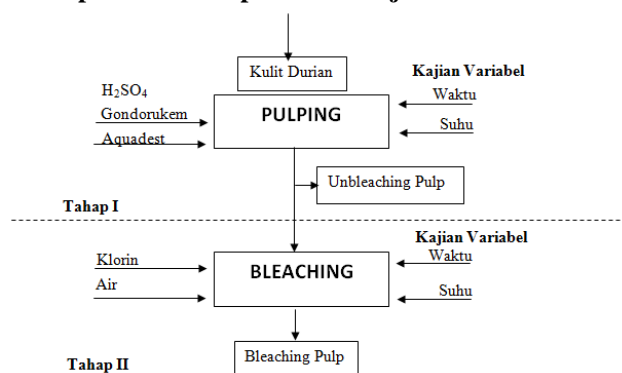 Kulit Durian
Kajian Variabel
H₂SO₄
Waktu
Gondorukem
PULPING
Suhu
Aquadest
Unbleaching Pulp
Tahap I
Kajian Variabel
Klorin
Waktu
BLEACHING
Air
Suhu
Bleaching Pulp
Tahap II